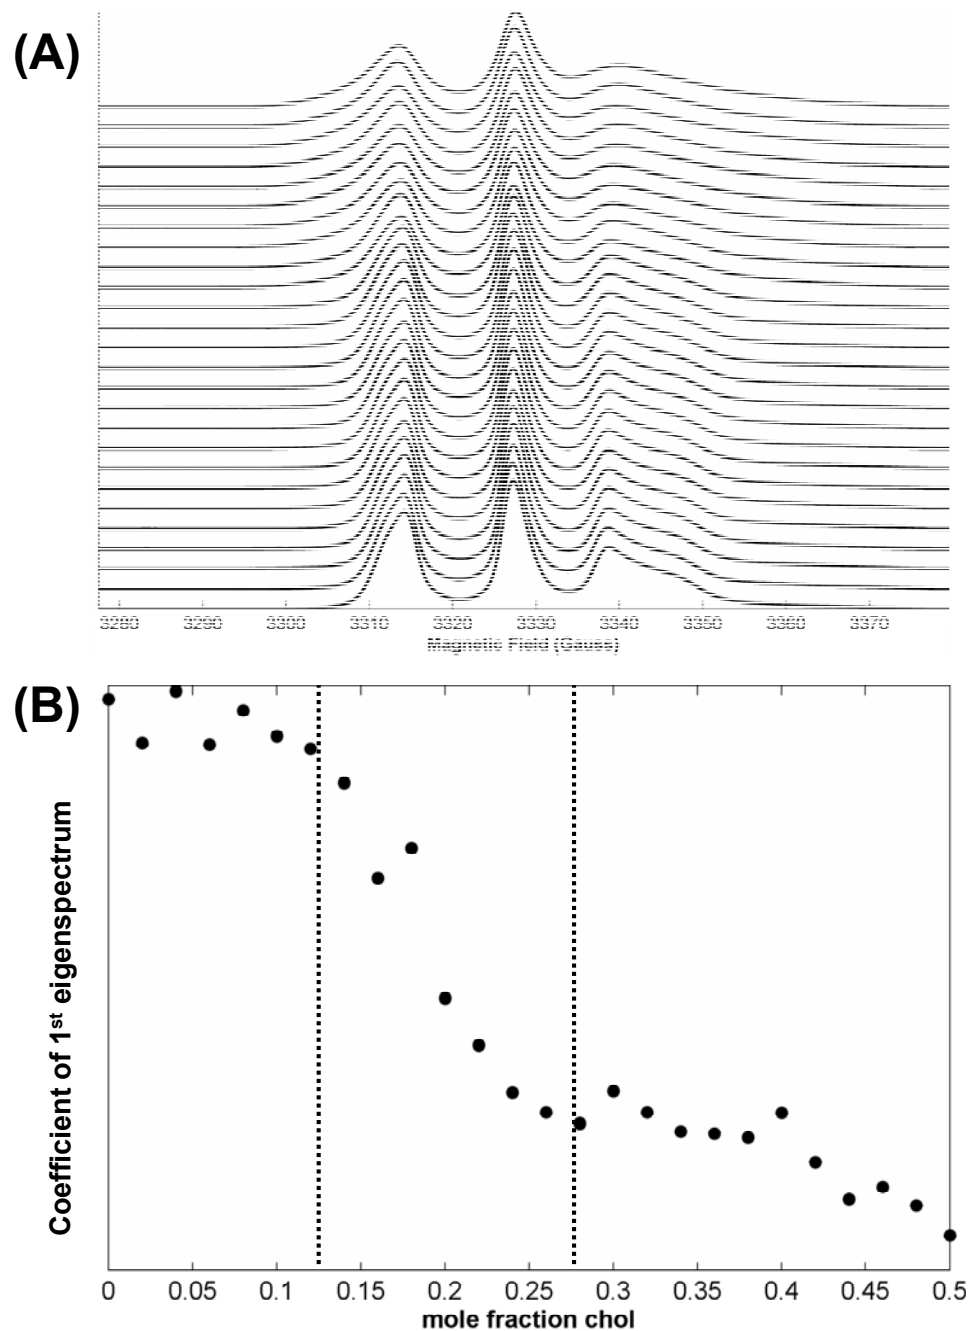 (A)
3280 3290 3300 3310 3320 3330 3340 3350 3360 3370
Magnetic Field (Gauss)
(B)
Coefficient of 1st eigenspectrum
0 0.05 0.1 0.15 0.2 0.25 0.3 0.35 0.4 0.45 0.5
mole fraction chol